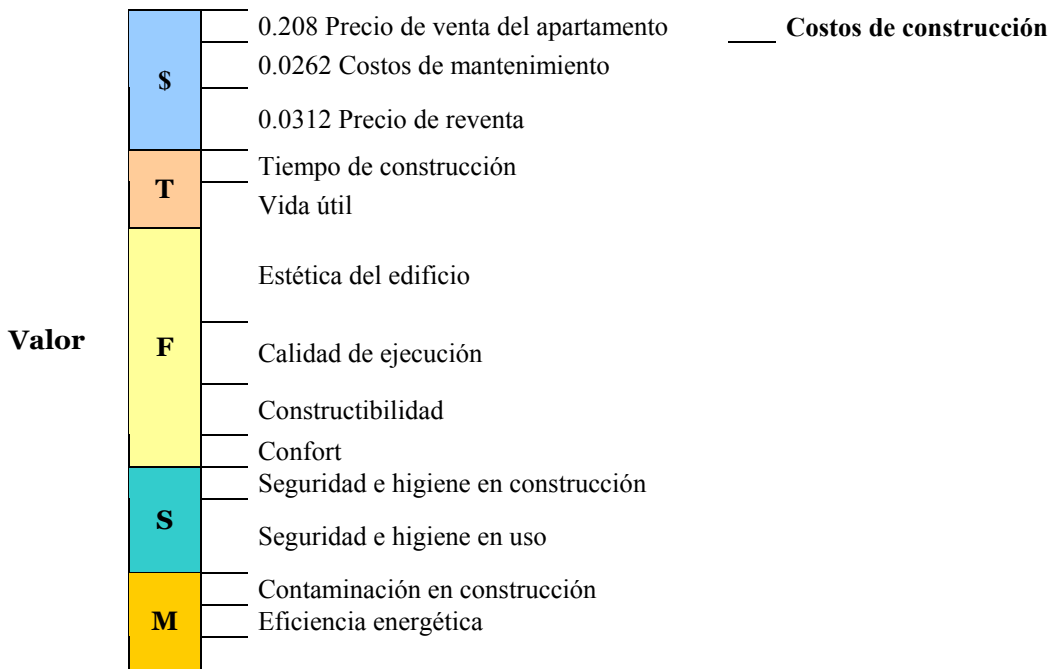 0.208 Precio de venta del apartamento
Costos de construcción
0.0262 Costos de mantenimiento
$
0.0312 Precio de reventa
Tiempo de construcción
T
Vida útil
Estética del edificio
Valor
F
Calidad de ejecución
Constructibilidad
Confort
Seguridad e higiene en construcción
S
Seguridad e higiene en uso
Contaminación en construcción
M
Eficiencia energética